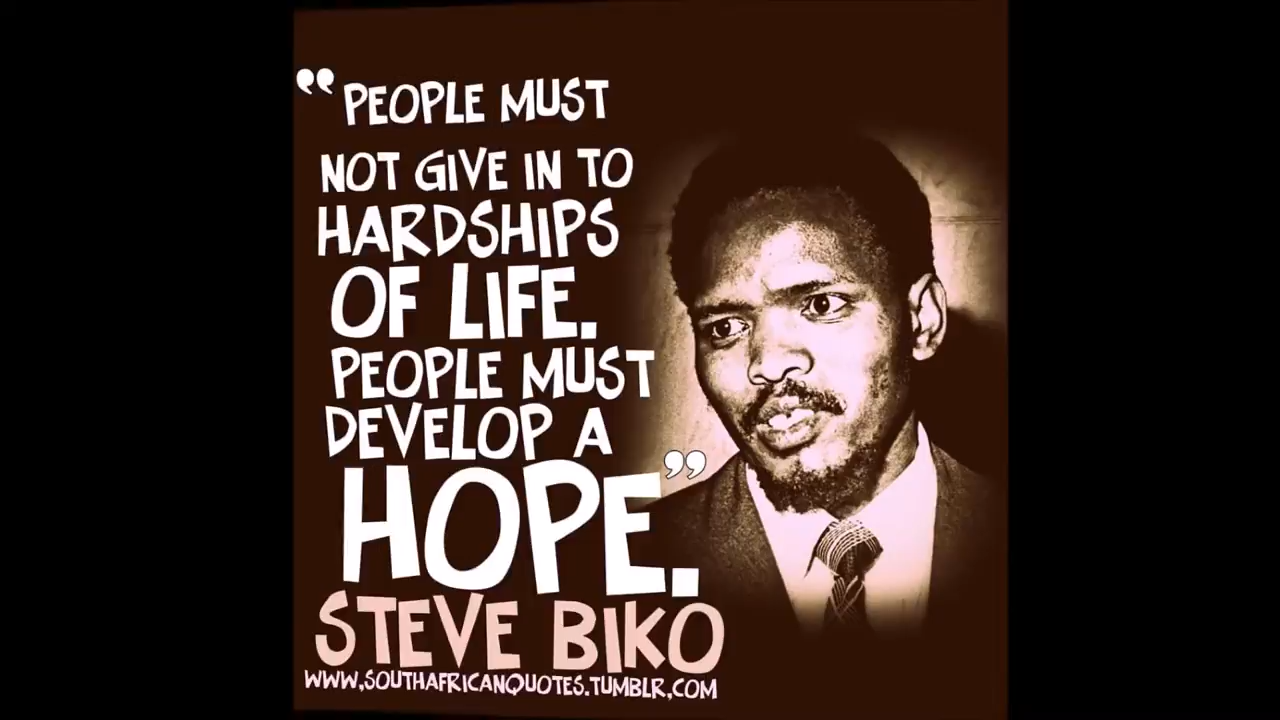 “ PEOPLE MUST
NOT GIVE IN TO
HARDSHIPS
OF LIFE.
PEOPLE MUST
DEVELOP A
HOPE.”
STEVE BIKO
WWW.SOUTHAFRICANQUOTES.TUMBLR.COM